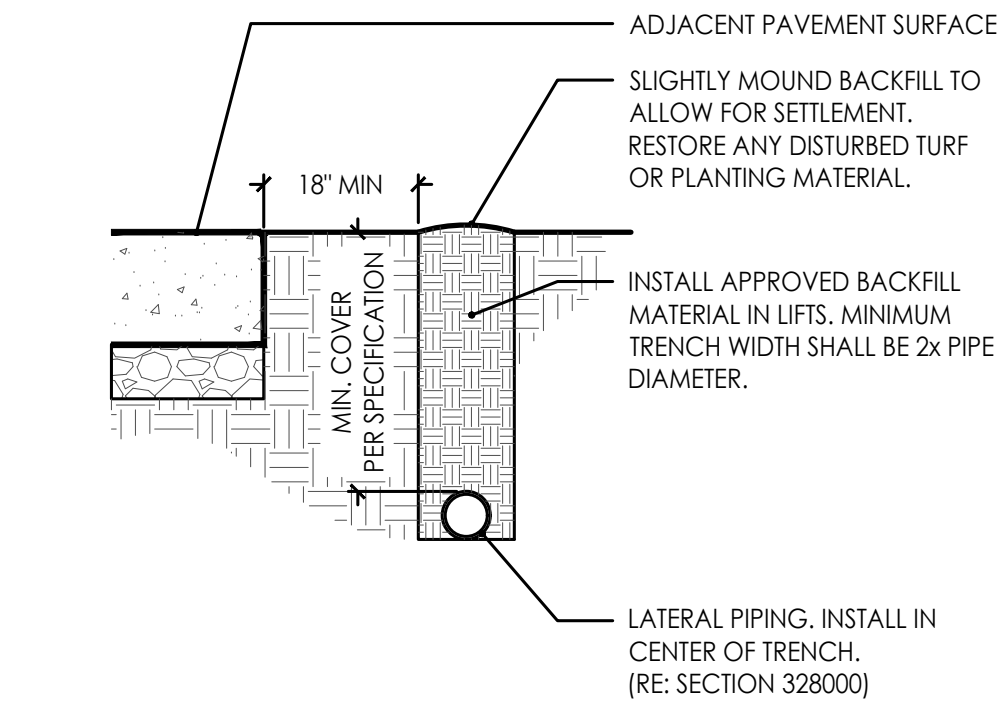 ADJACENT PAVEMENT SURFACE
SLIGHTLY MOUND BACKFILL TO
ALLOW FOR SETTLEMENT.
RESTORE ANY DISTURBED TURF
OR PLANTING MATERIAL.
18" MIN
MIN. COVER
PER SPECIFICATION
INSTALL APPROVED BACKFILL
MATERIAL IN LIFTS. MINIMUM
TRENCH WIDTH SHALL BE 2x PIPE
DIAMETER.
LATERAL PIPING. INSTALL IN
CENTER OF TRENCH.
(RE: SECTION 328000)